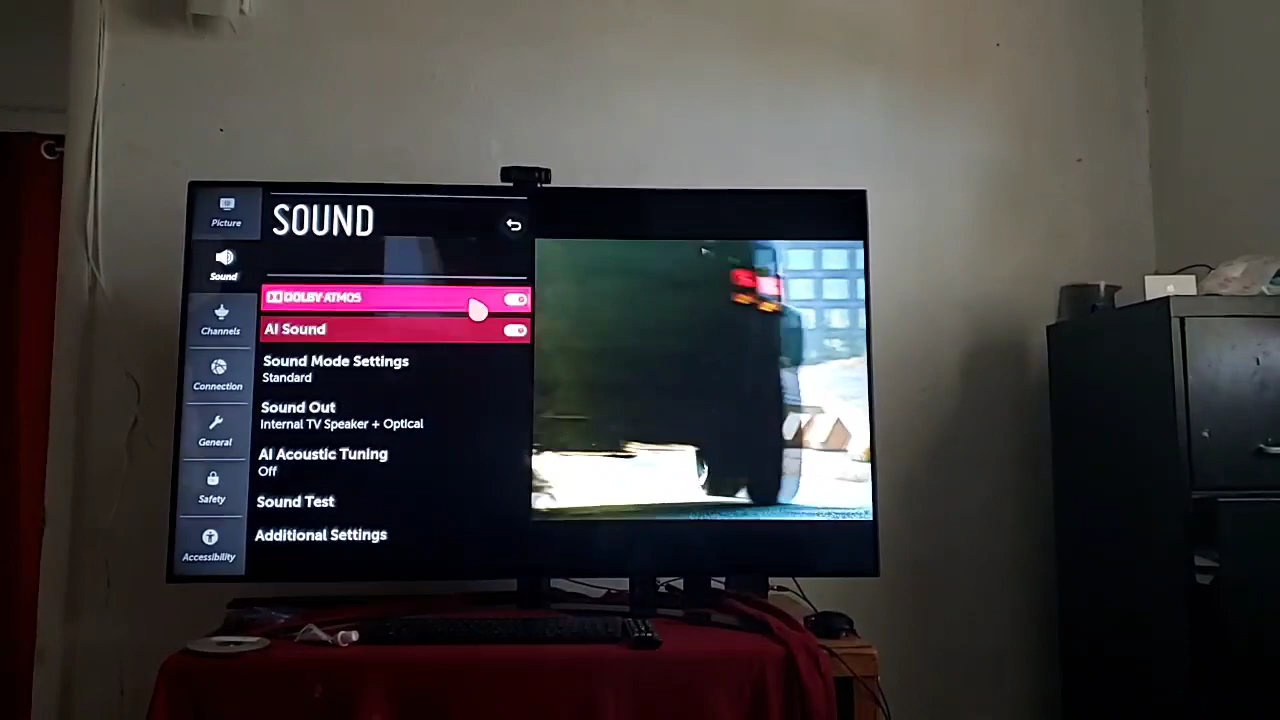 Picture
Sound
Channels
Connection
General
Safety
Accessibility
SOUND
DOLBY ATMOS
AI Sound
Sound Mode Settings
Standard
Sound Out
Internal TV Speaker + Optical
AI Acoustic Tuning
Off
Sound Test
Additional Settings